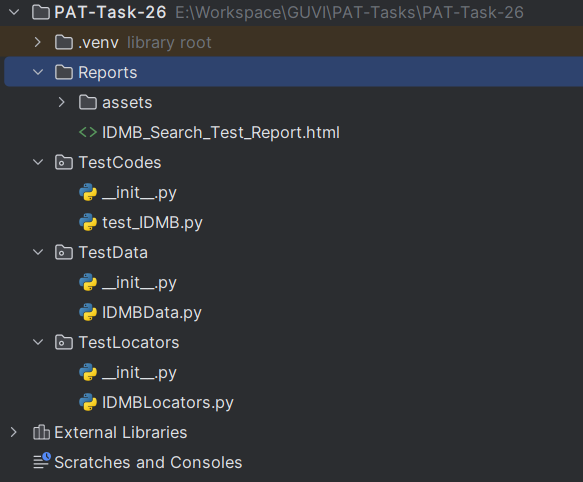 PAT-Task-26 E:\Workspace\GUVI\PAT-Tasks\PAT-Task-26
.venv library root
Reports
assets
IDMB_Search_Test_Report.html
TestCodes
__init__.py
test_IDMB.py
TestData
__init__.py
IDMBData.py
TestLocators
__init__.py
IDMBLocators.py
External Libraries
Scratches and Consoles